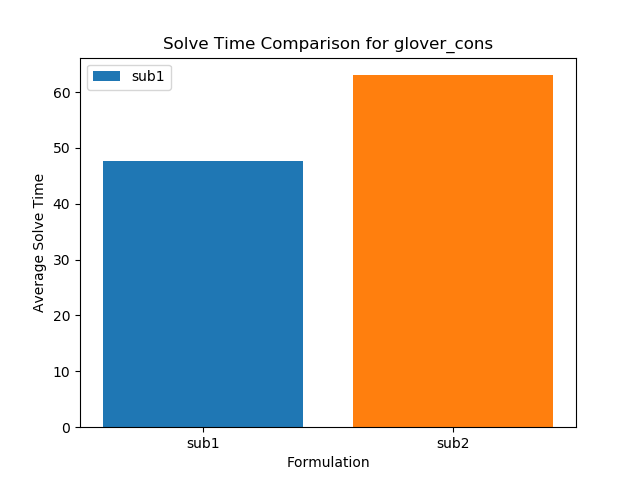 Solve Time Comparison for glover_cons
sub1
60
50
40
30
20
10
0
Average Solve Time
sub1 sub2
Formulation